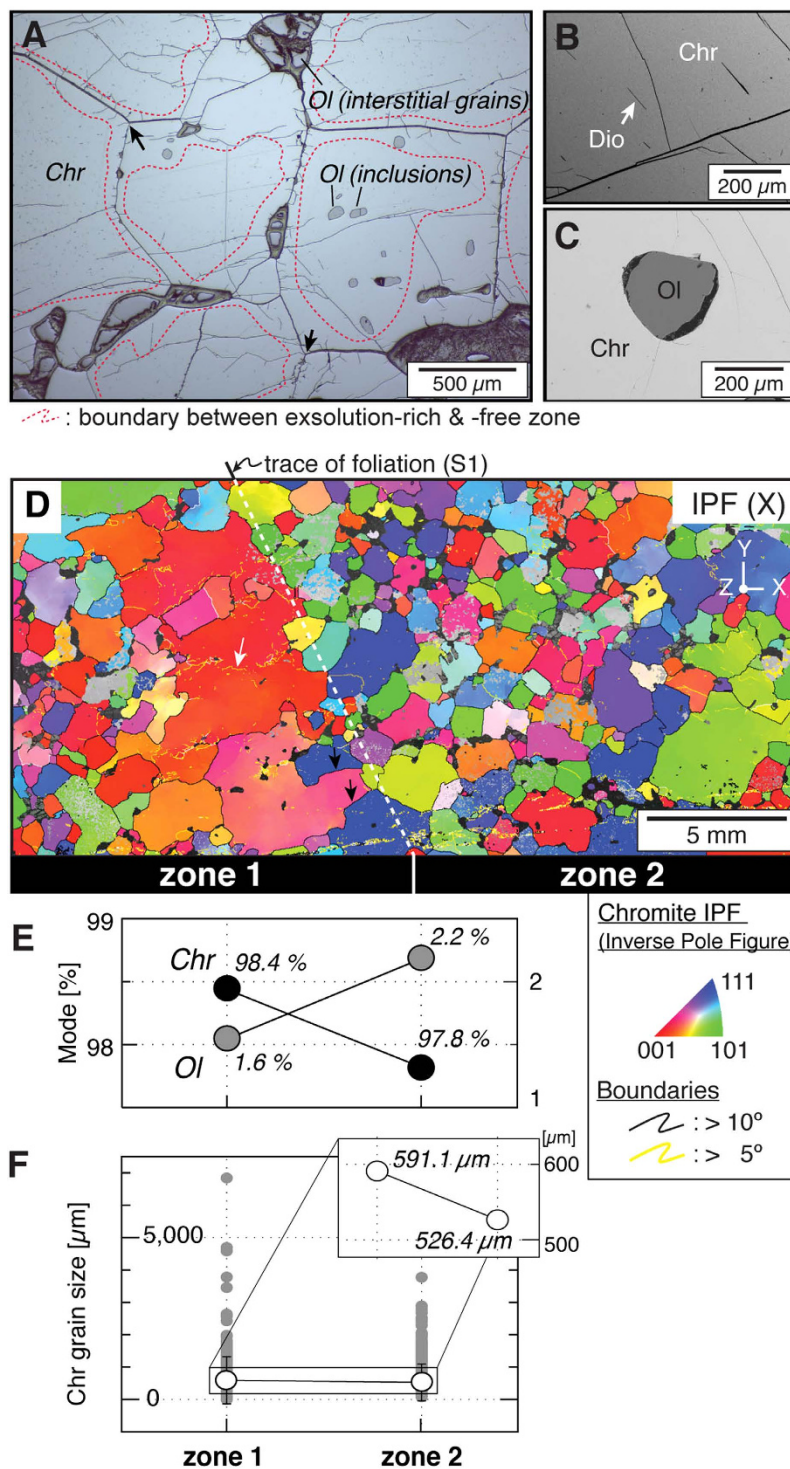 A
Ol (interstitial grains)
Chr
Ol (inclusions)
500 µm
B
Chr
Dio
200 µm
C
Ol
Chr
200 µm
: boundary between exsolution-rich & -free zone
trace of foliation (S1)
D
IPF (X)
Y
Z
X
5 mm
zone 1
zone 2
E
99
98
Mode [%]
Chr
98.4 %
2.2 %
Ol
1.6 %
97.8 %
2
1
Chromite IPF
(Inverse Pole Figure
111
001
101
Boundaries
: > 10º
: > 5º
F
[µm]
600
591.1 µm
526.4 µm
500
5,000
Chr grain size [µm]
0
zone 1
zone 2